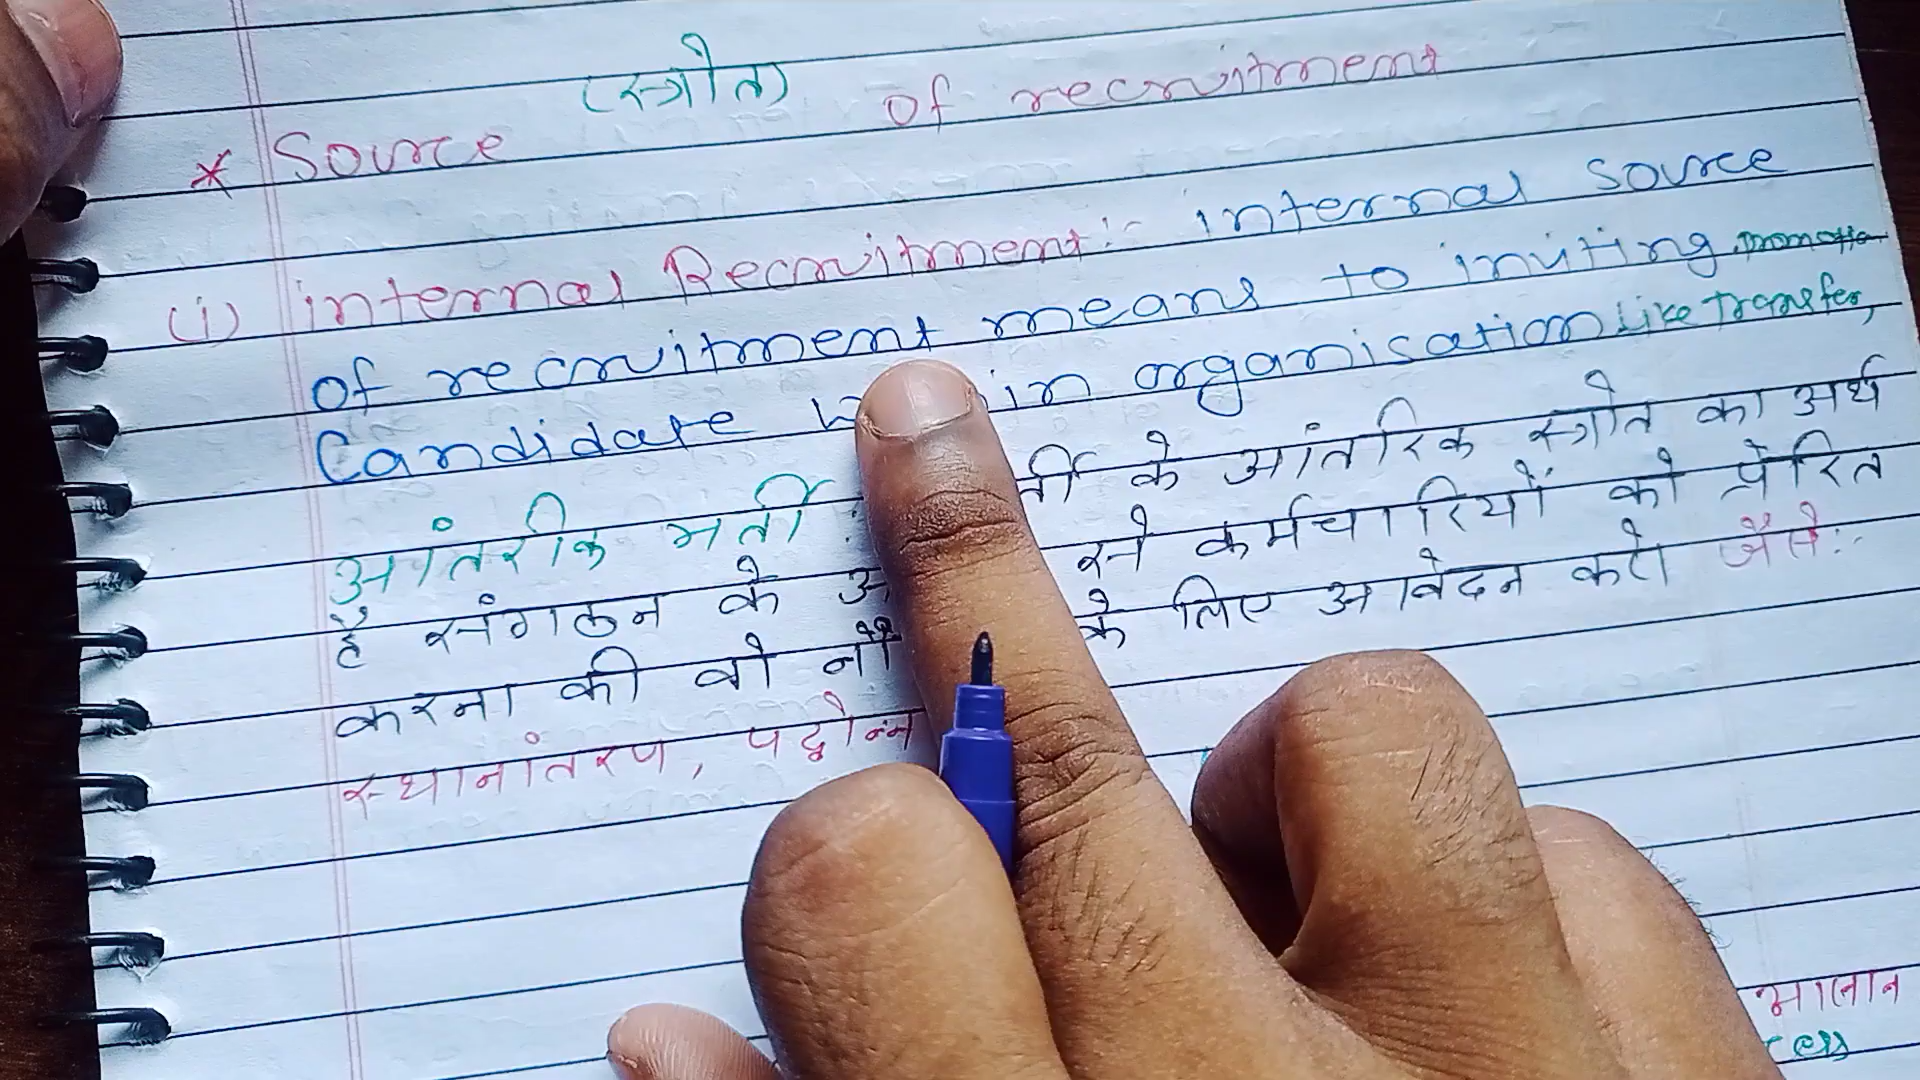 * Source (स्त्रोत) of recruitment
(i) internal Recruitment :- internal source
of recruitment means to inviting promotion
Candidate in organisation like transfer,
आंतरीक भर्ती : के आंतरिक स्त्रोत का अर्थ
है संगठन के कर्मचारियों को प्रेरित
करना की वो के लिए आवेदन करे। जैसे:-
स्थानांतरण,
आसान